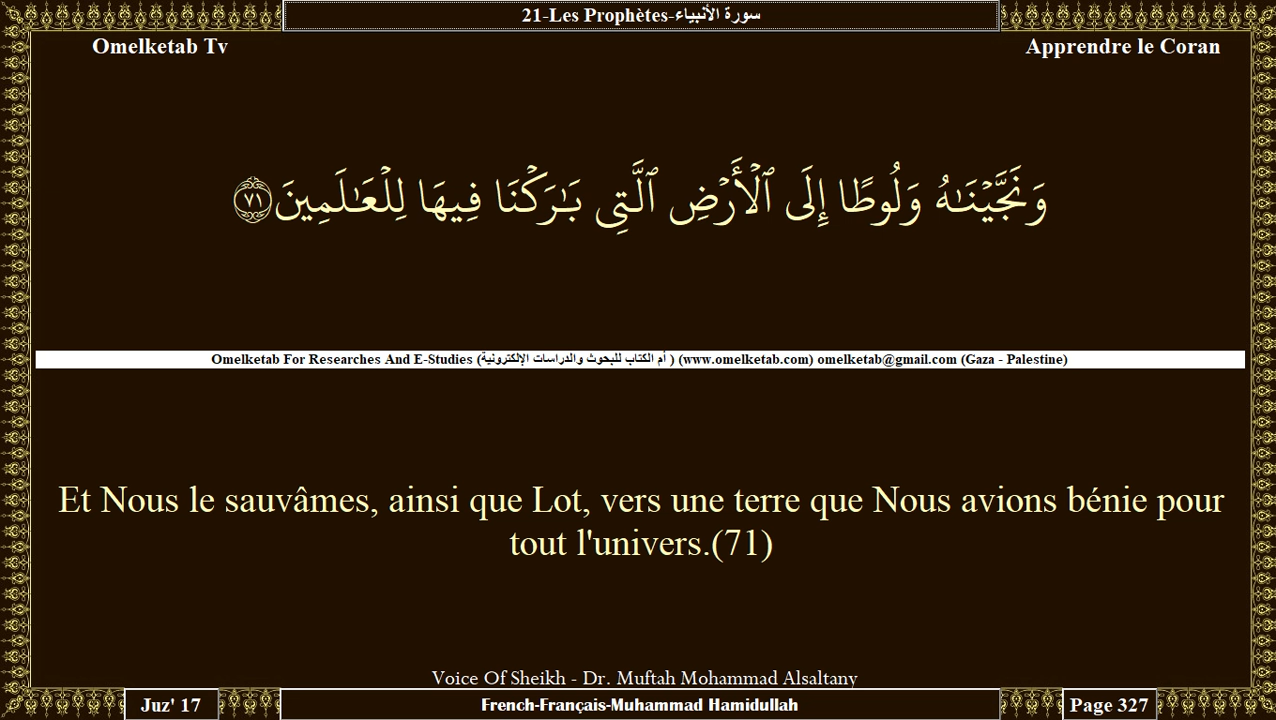 21-Les Prophètes-سورة الأنبياء
Omelketab Tv
Apprendre le Coran
وَنَجَّيْنَٰهُ وَلُوطًا إِلَى ٱلْأَرْضِ ٱلَّتِى بَٰرَكْنَا فِيهَا لِلْعَٰلَمِينَ ٧١
Omelketab For Researches And E-Studies (أم الكتاب للبحوث والدراسات الإلكترونية ) (www.omelketab.com) omelketab@gmail.com (Gaza - Palestine)
Et Nous le sauvâmes, ainsi que Lot, vers une terre que Nous avions bénie pour
tout l'univers.(71)
Voice Of Sheikh - Dr. Muftah Mohammad Alsaltany
Juz' 17
French-Français-Muhammad Hamidullah
Page 327